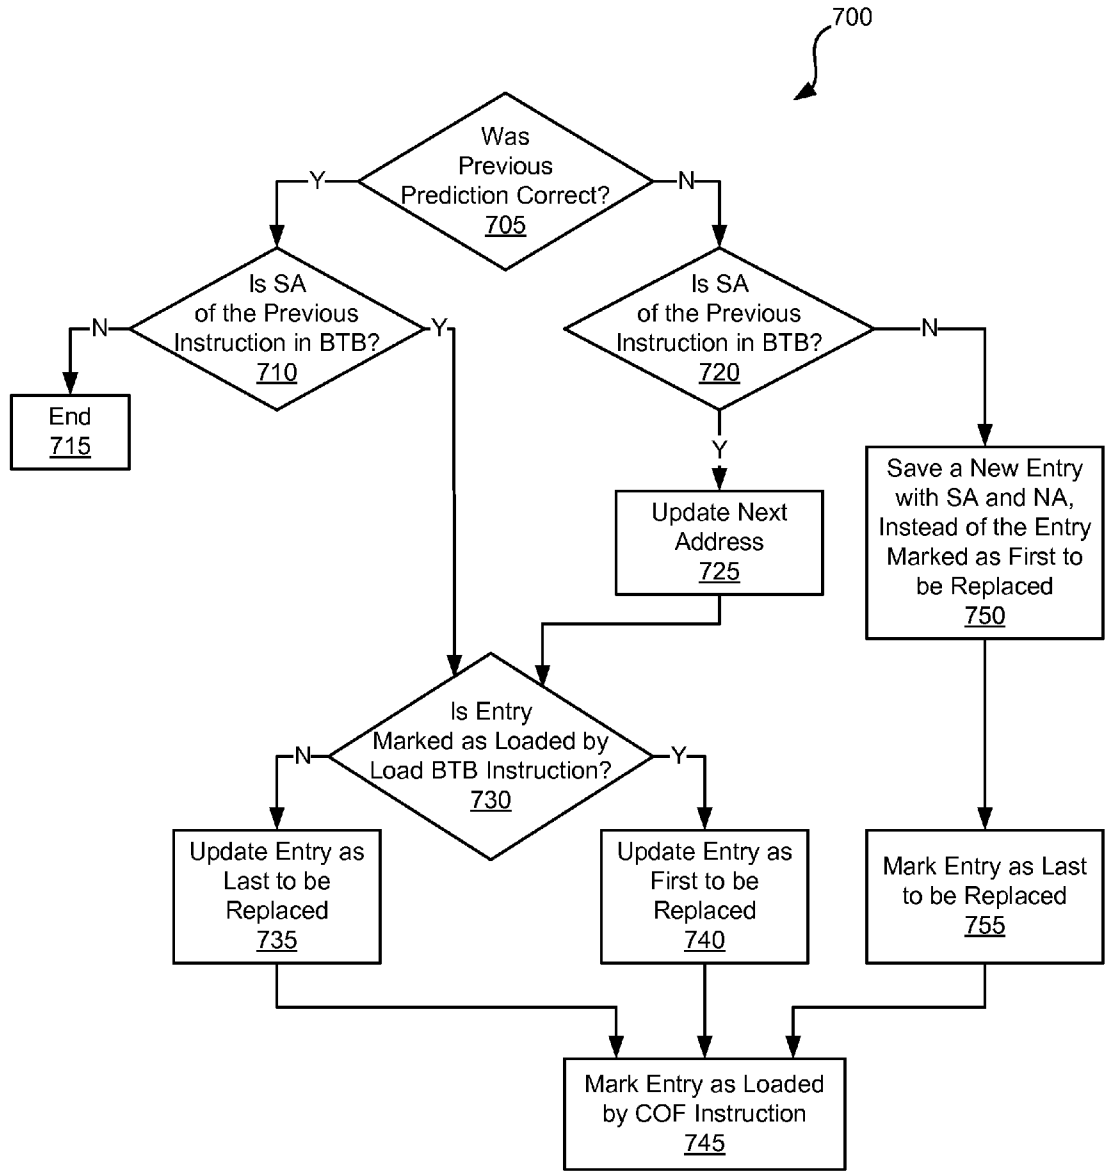 700
Was
Previous
Prediction Correct?
705
Y
N
Is SA
of the Previous
Instruction in BTB?
710
Is SA
of the Previous
Instruction in BTB?
720
N
Y
N
End
715
Y
Save a New Entry
with SA and NA,
Instead of the Entry
Marked as First to
be Replaced
750
Update Next
Address
725
Is Entry
Marked as Loaded by
Load BTB Instruction?
730
N
Y
Update Entry as
Last to be
Replaced
735
Update Entry as
First to be
Replaced
740
Mark Entry as Last
to be Replaced
755
Mark Entry as Loaded
by COF Instruction
745